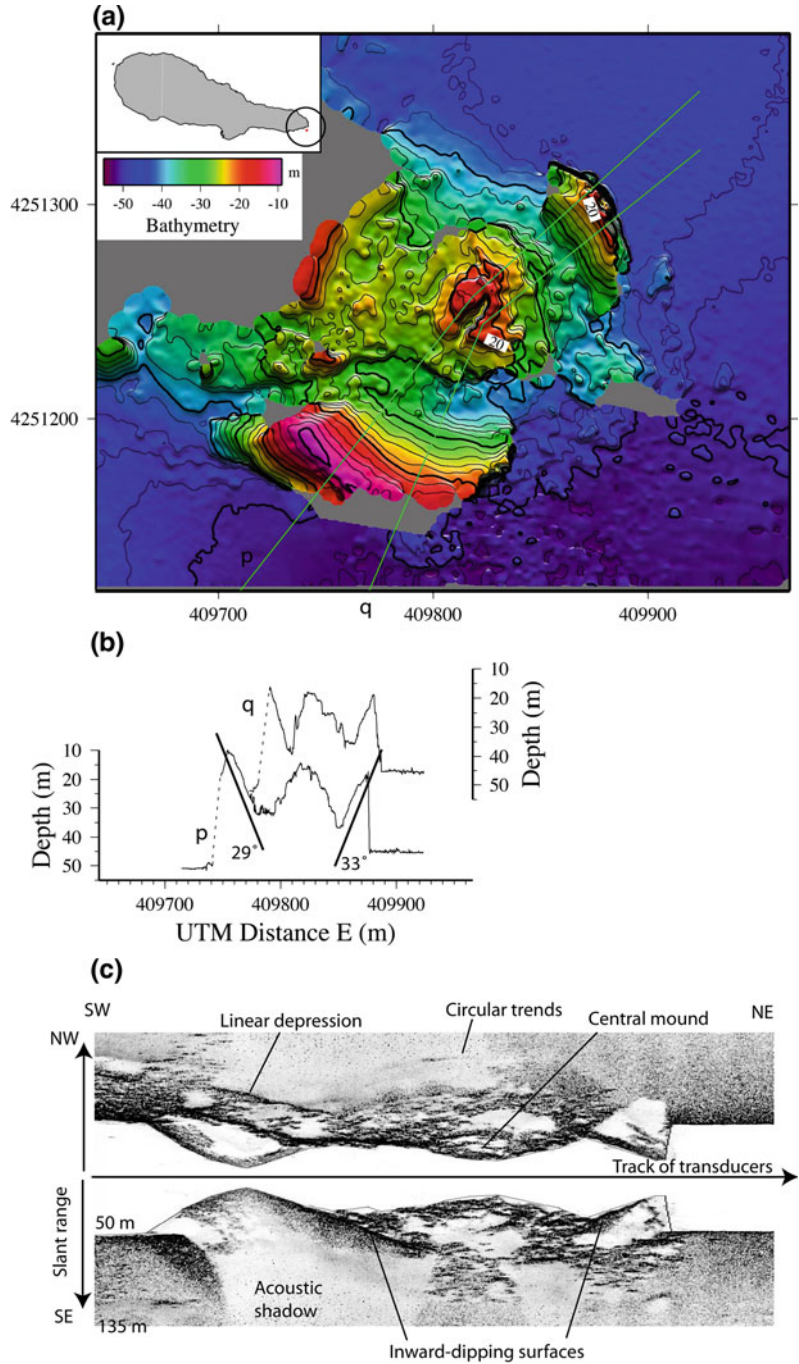 (a)
m
-50 -40 -30 -20 -10
Bathymetry
4251300
4251200
20
20
p
q
409700 409800 409900
(b)
q
p
10
20
30
40
50
Depth (m)
10
20
30
40
50
Depth (m)
29°
33°
409700 409800 409900
UTM Distance E (m)
(c)
SW
NE
NW
Linear depression
Circular trends
Central mound
Track of transducers
Slant range
50 m
SE
135 m
Acoustic
shadow
Inward-dipping surfaces